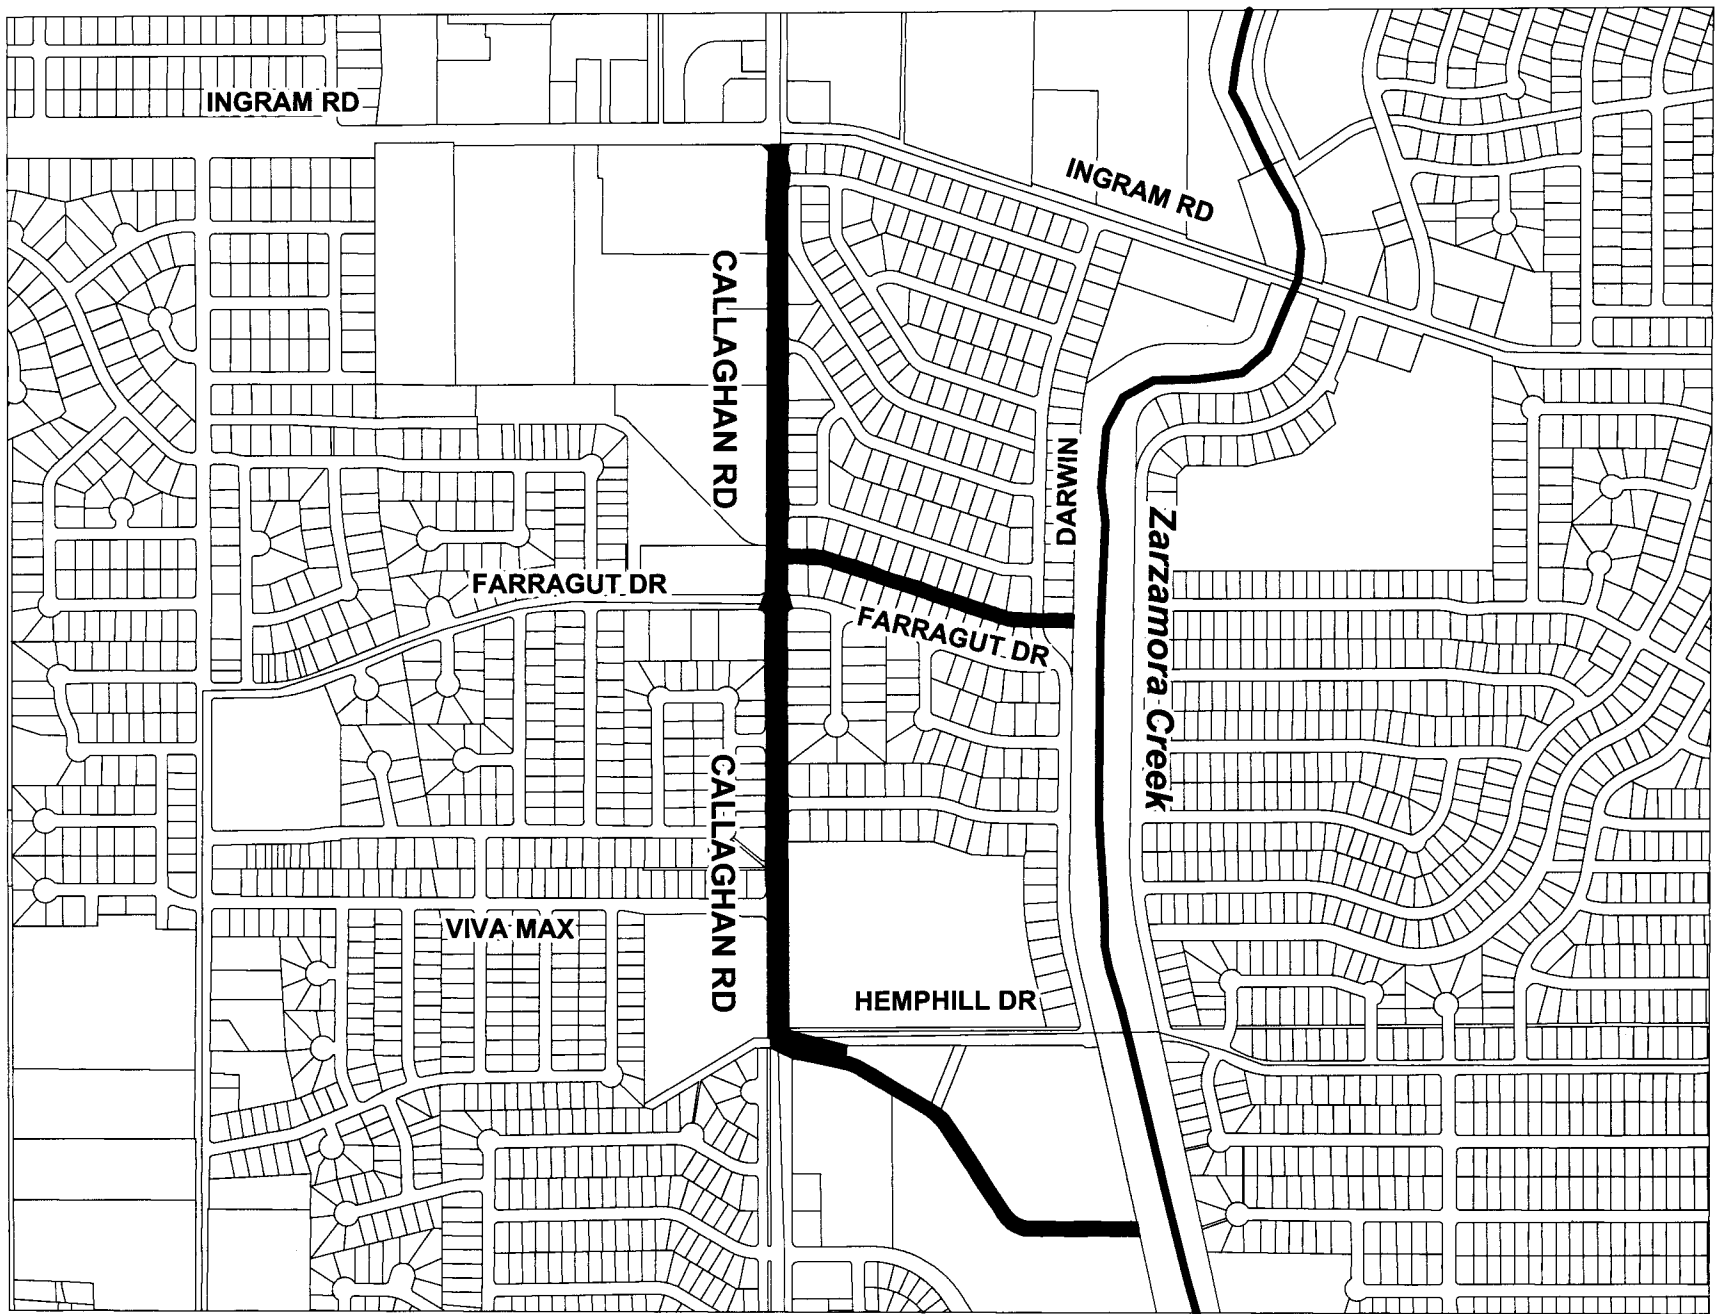 INGRAM RD
INGRAM RD
CALLAGHAN RD
DARWIN
Zarzamora Creek
FARRAGUT DR
FARRAGUT DR
CALLAGHAN RD
VIVA MAX
HEMPHILL DR